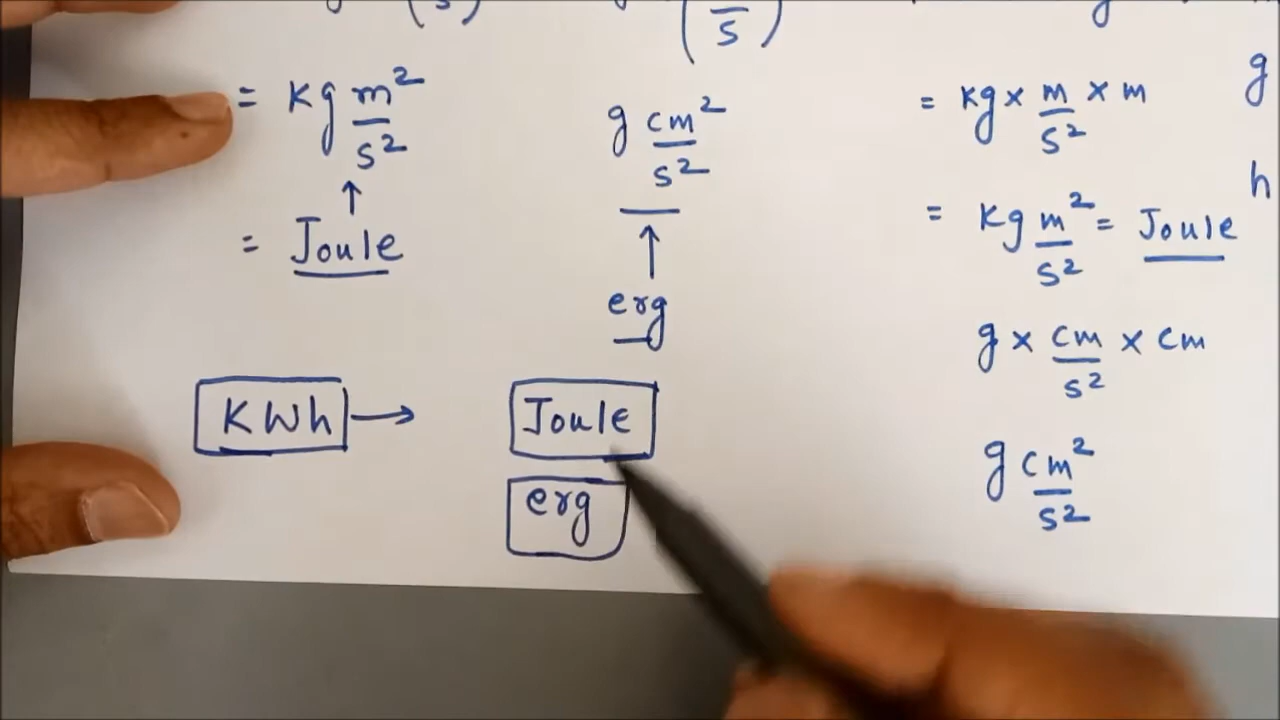 (s) (s)
= Kg m²/s²
↑
= Joule
g cm²/s²
↑
erg
KWh → Joule
erg
= Kg × m/s² × m
= Kg m²/s² = Joule
g × cm/s² × cm
g cm²/s²
g
h